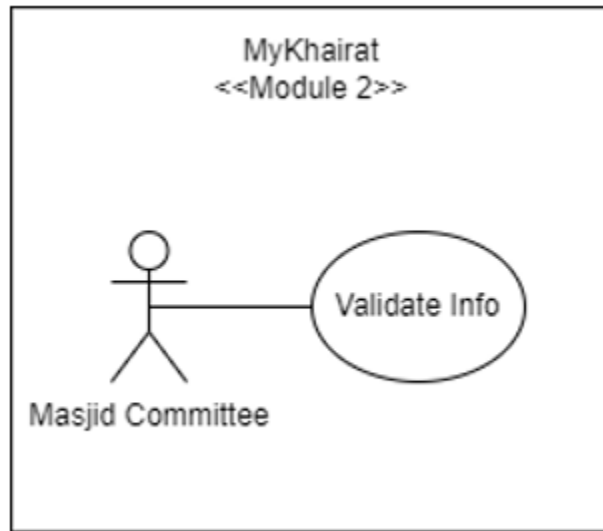 MyKhairat
<<Module 2>>
Validate Info
Masjid Committee